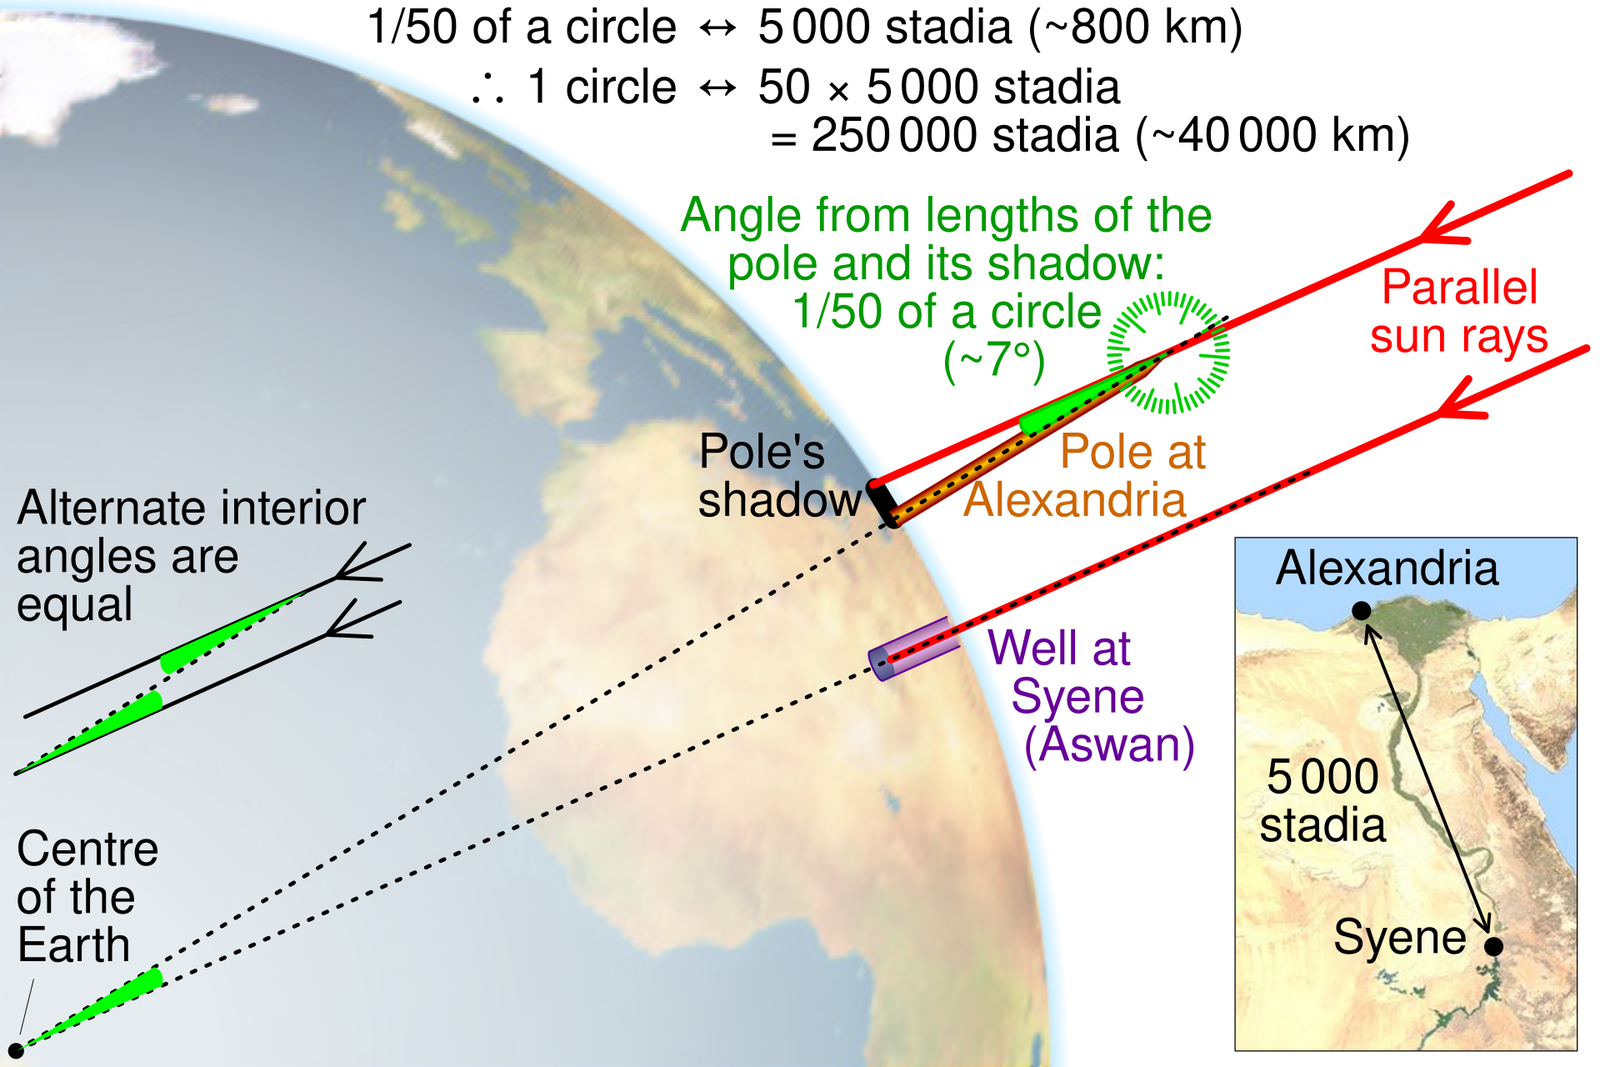 1/50 of a circle ↔ 5 000 stadia (~800 km)
∴ 1 circle ↔ 50 × 5 000 stadia
= 250 000 stadia (~40 000 km)
Angle from lengths of the
pole and its shadow:
1/50 of a circle
(~7°)
Parallel
sun rays
Pole's
shadow
Pole at
Alexandria
Alternate interior
angles are
equal
Well at
Syene
(Aswan)
Centre
of the
Earth
Alexandria
5 000
stadia
Syene